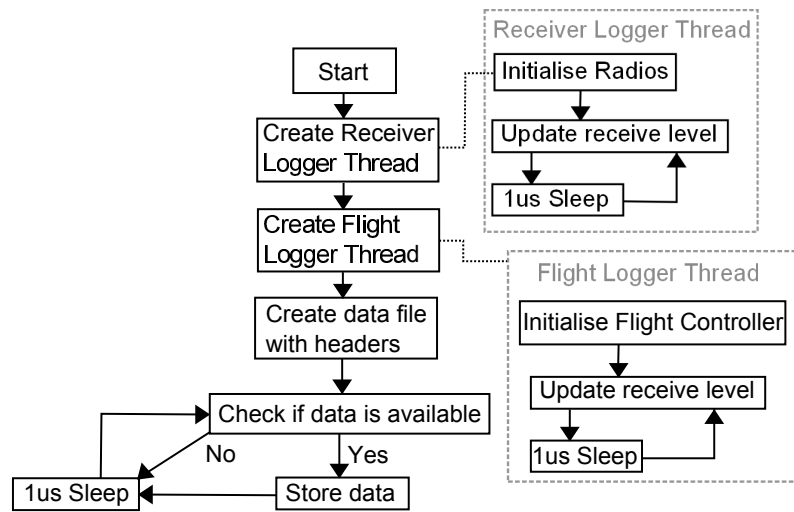 Start
Create Receiver
Logger Thread
Create Flight
Logger Thread
Create data file
with headers
Check if data is available
No
Yes
1us Sleep
Store data
Receiver Logger Thread
Initialise Radios
Update receive level
1us Sleep
Flight Logger Thread
Initialise Flight Controller
Update receive level
1us Sleep